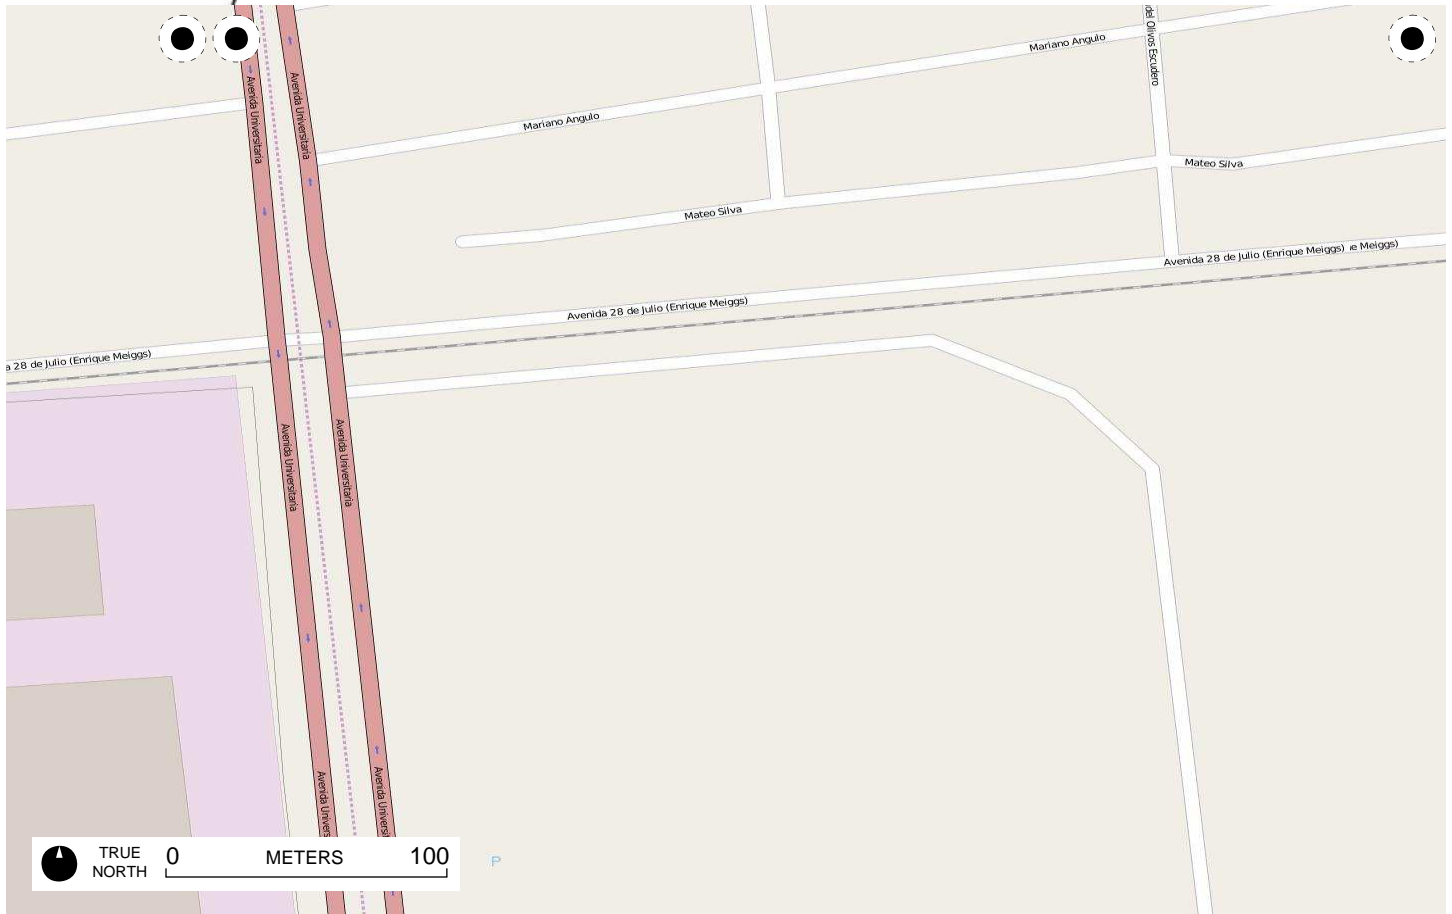 del Olivos Escudero
Mariano Angulo
Avenida Universitaria
Avenida Universitaria
Mariano Angulo
Mateo Silva
Mateo Silva
Avenida 28 de Julio (Enrique Meiggs)
e Meiggs)
Avenida 28 de Julio (Enrique Meiggs)
a 28 de Julio (Enrique Meiggs)
Avenida Universitaria
Avenida Universitaria
Avenida Univers
Avenida Universit
TRUE NORTH
0 METERS 100
P